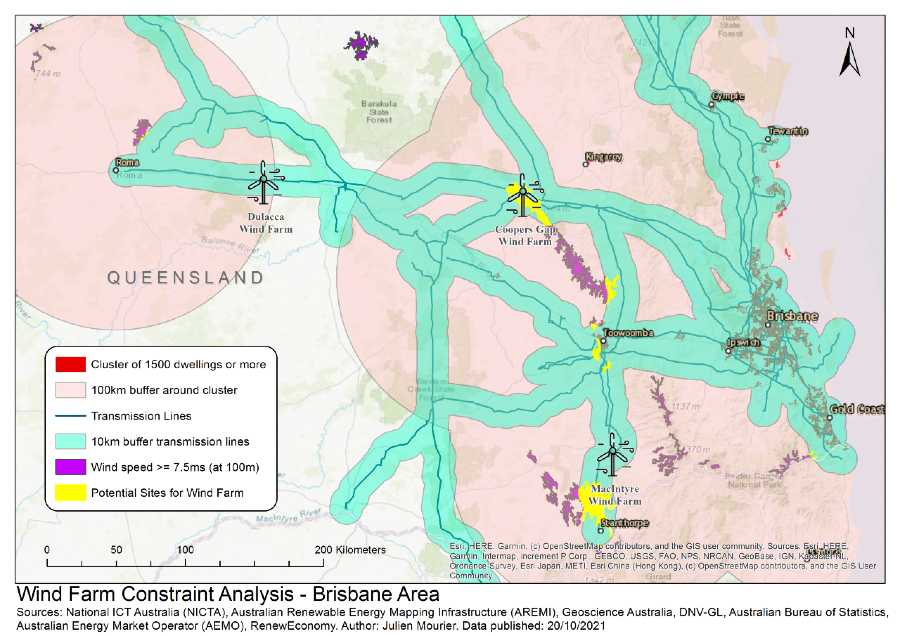 Tuan State Forest
N
744 m
Gympie
Barakula State Forest
Tewantin
Kingaroy
Roma
Roma
Dulacca
Wind Farm
Coopers Gap
Wind Farm
Balonne River
QUEENSLAND
Brisbane
Toowoomba
Ipswich
Cluster of 1500 dwellings or more
100km buffer around cluster
Transmission Lines
10km buffer transmission lines
Wind speed >= 7.5ms (at 100m)
Potential Sites for Wind Farm
1137 m
Gold Coast
National Park
MacIntyre
Wind Farm
MacIntyre River
Stanthorpe
0 50 100 200 Kilometers
Esri, HERE, Garmin, (c) OpenStreetMap contributors, and the GIS user community, Sources: Esri, HERE,
Garmin, Intermap, increment P Corp., GEBCO, USGS, FAO, NPS, NRCAN, GeoBase, IGN, Kadaster NL,
Ordnance Survey, Esri Japan, METI, Esri China (Hong Kong), (c) OpenStreetMap contributors, and the GIS User
Community
Wind Farm Constraint Analysis - Brisbane Area
Sources: National ICT Australia (NICTA), Australian Renewable Energy Mapping Infrastructure (AREMI), Geoscience Australia, DNV-GL, Australian Bureau of Statistics,
Australian Energy Market Operator (AEMO), RenewEconomy. Author: Julien Mourier. Data published: 20/10/2021